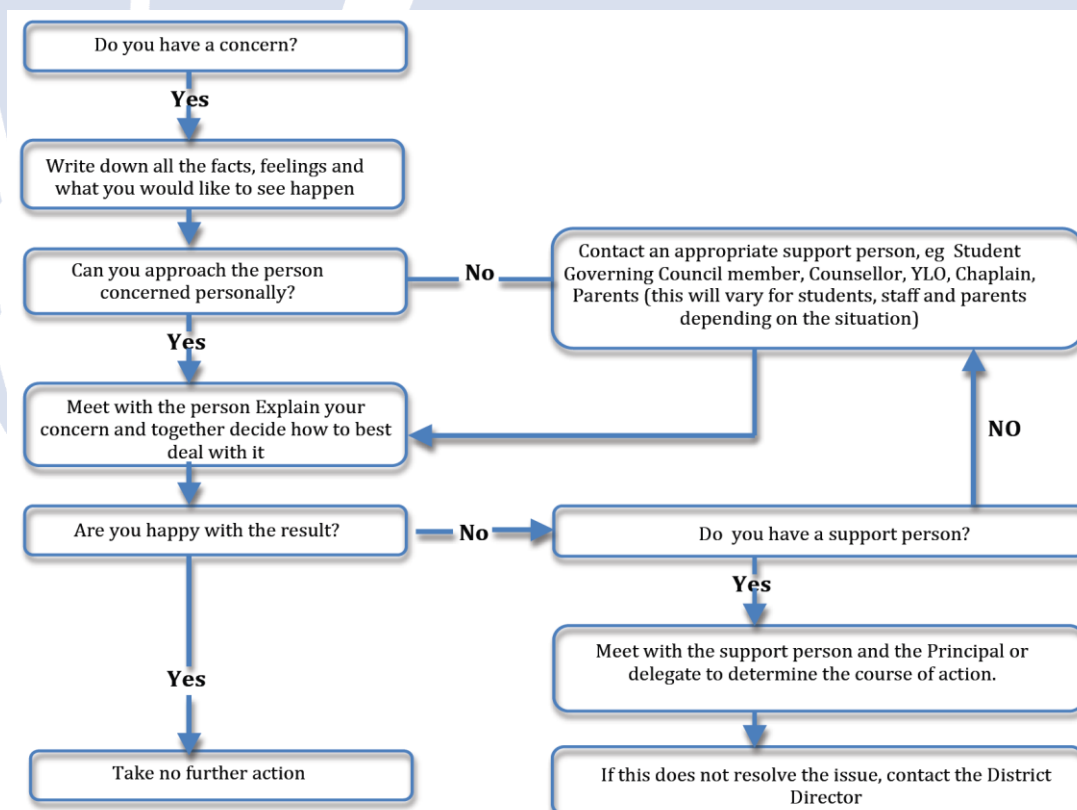 Do you have a concern?
Yes
Write down all the facts, feelings and
what you would like to see happen
Can you approach the person
concerned personally?
No
Contact an appropriate support person, eg Student
Governing Council member, Counsellor, YLO, Chaplain,
Parents (this will vary for students, staff and parents
depending on the situation)
Yes
Meet with the person Explain your
concern and together decide how to best
deal with it
NO
Are you happy with the result?
No
Do you have a support person?
Yes
Meet with the support person and the Principal or
delegate to determine the course of action.
Yes
Take no further action
If this does not resolve the issue, contact the District
Director